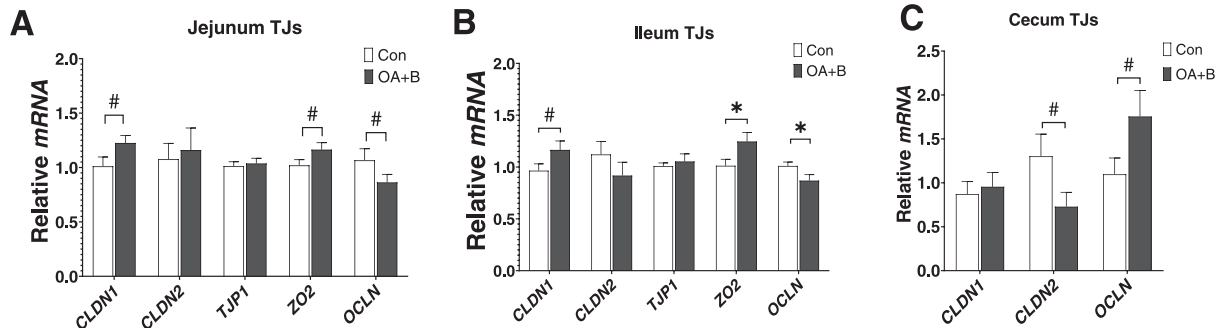 A
Jejunum TJs
Relative mRNA
2.0
1.5
1.0
0.5
0.0
Con
OA+B
#
#
#
CLDN1
CLDN2
TJP1
ZO2
OCLN
B
Ileum TJs
Relative mRNA
2.0
1.5
1.0
0.5
0.0
Con
OA+B
#
*
*
CLDN1
CLDN2
TJP1
ZO2
OCLN
C
Cecum TJs
Relative mRNA
2.5
2.0
1.5
1.0
0.5
0.0
Con
OA+B
#
#
CLDN1
CLDN2
OCLN